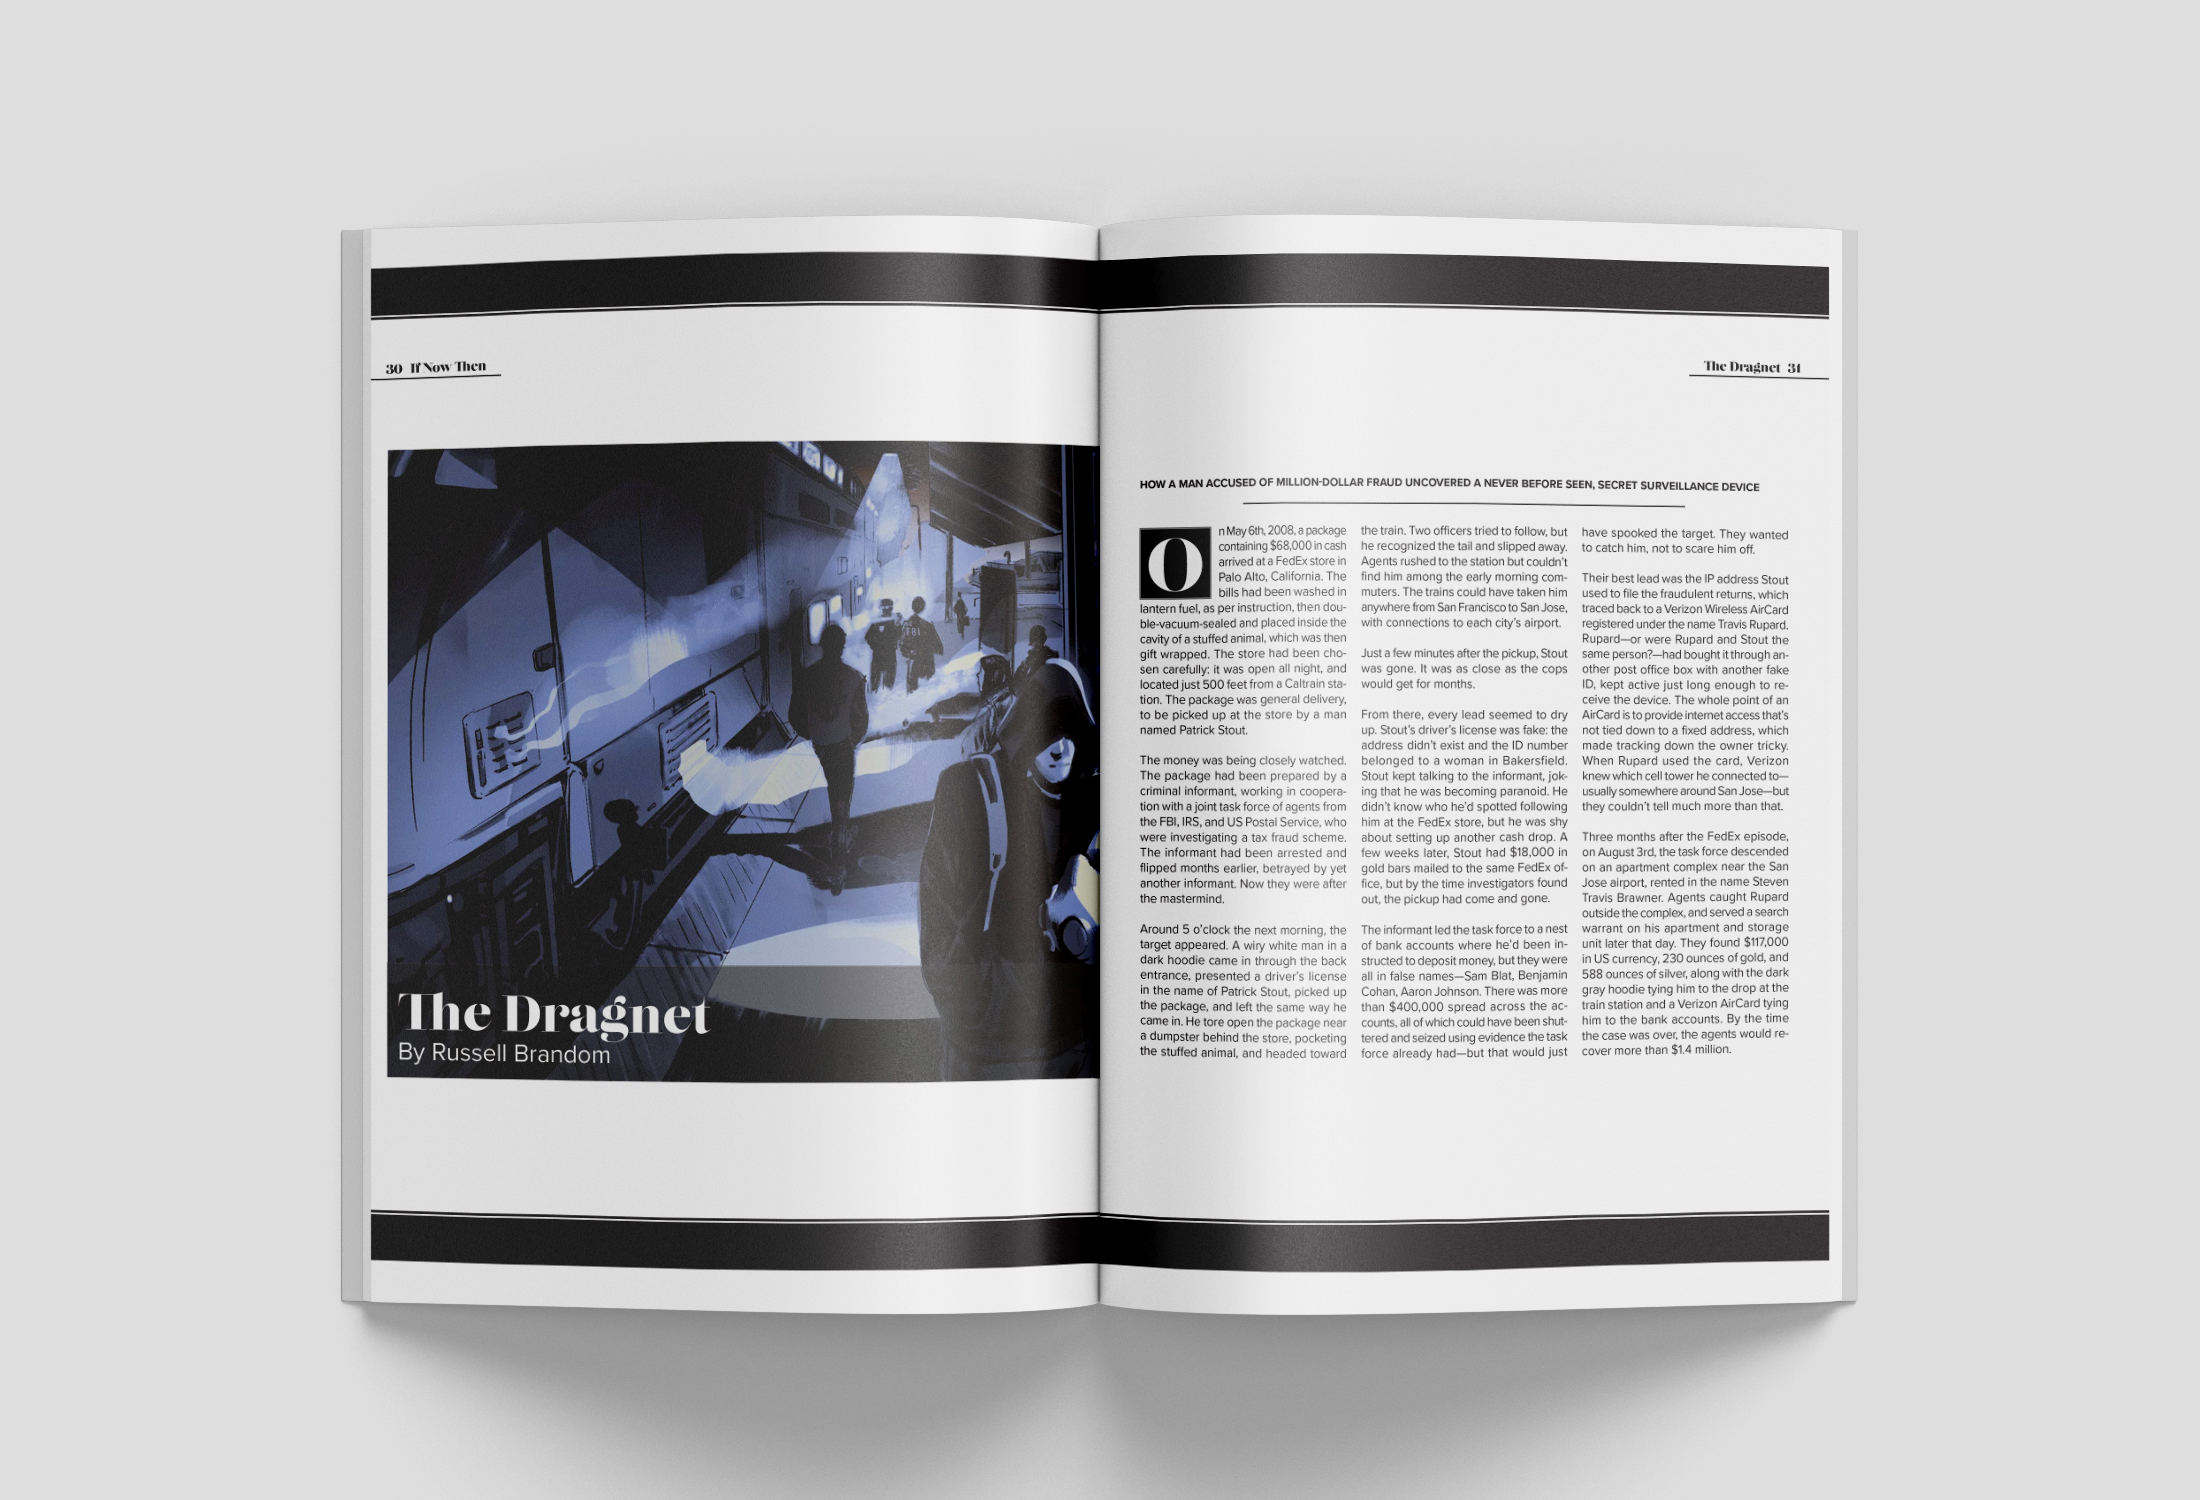 30 If Now Then
The Dragnet 31
FBI
The Dragnet
By Russell Brandom
HOW A MAN ACCUSED OF MILLION-DOLLAR FRAUD UNCOVERED A NEVER BEFORE SEEN, SECRET SURVEILLANCE DEVICE
On May 6th, 2008, a package
containing $68,000 in cash
arrived at a FedEx store in
Palo Alto, California. The
bills had been washed in
lantern fuel, as per instruction, then dou-
ble-vacuum-sealed and placed inside the
cavity of a stuffed animal, which was then
gift wrapped. The store had been cho-
sen carefully: it was open all night, and
located just 500 feet from a Caltrain sta-
tion. The package was general delivery,
to be picked up at the store by a man
named Patrick Stout.
The money was being closely watched.
The package had been prepared by a
criminal informant, working in coopera-
tion with a joint task force of agents from
the FBI, IRS, and US Postal Service, who
were investigating a tax fraud scheme.
The informant had been arrested and
flipped months earlier, betrayed by yet
another informant. Now they were after
the mastermind.
Around 5 o'clock the next morning, the
target appeared. A wiry white man in a
dark hoodie came in through the back
entrance, presented a driver's license
in the name of Patrick Stout, picked up
the package, and left the same way he
came in. He tore open the package near
a dumpster behind the store, pocketing
the stuffed animal, and headed toward
the train. Two officers tried to follow, but
he recognized the tail and slipped away.
Agents rushed to the station but couldn't
find him among the early morning com-
muters. The trains could have taken him
anywhere from San Francisco to San Jose,
with connections to each city's airport.
Just a few minutes after the pickup, Stout
was gone. It was as close as the cops
would get for months.
From there, every lead seemed to dry
up. Stout's driver's license was fake: the
address didn't exist and the ID number
belonged to a woman in Bakersfield.
Stout kept talking to the informant, jok-
ing that he was becoming paranoid. He
didn't know who he'd spotted following
him at the FedEx store, but he was shy
about setting up another cash drop. A
few weeks later, Stout had $18,000 in
gold bars mailed to the same FedEx of-
fice, but by the time investigators found
out, the pickup had come and gone.
The informant led the task force to a nest
of bank accounts where he'd been in-
structed to deposit money, but they were
all in false names—Sam Blat, Benjamin
Cohan, Aaron Johnson. There was more
than $400,000 spread across the ac-
counts, all of which could have been shut-
tered and seized using evidence the task
force already had—but that would just
have spooked the target. They wanted
to catch him, not to scare him off.
Their best lead was the IP address Stout
used to file the fraudulent returns, which
traced back to a Verizon Wireless AirCard
registered under the name Travis Rupard.
Rupard—or were Rupard and Stout the
same person?—had bought it through an-
other post office box with another fake
ID, kept active just long enough to re-
ceive the device. The whole point of an
AirCard is to provide internet access that's
not tied down to a fixed address, which
made tracking down the owner tricky.
When Rupard used the card, Verizon
knew which cell tower he connected to—
usually somewhere around San Jose—but
they couldn't tell much more than that.
Three months after the FedEx episode,
on August 3rd, the task force descended
on an apartment complex near the San
Jose airport, rented in the name Steven
Travis Brawner. Agents caught Rupard
outside the complex, and served a search
warrant on his apartment and storage
unit later that day. They found $117,000
in US currency, 230 ounces of gold, and
588 ounces of silver, along with the dark
gray hoodie tying him to the drop at the
train station and a Verizon AirCard tying
him to the bank accounts. By the time
the case was over, the agents would re-
cover more than $1.4 million.